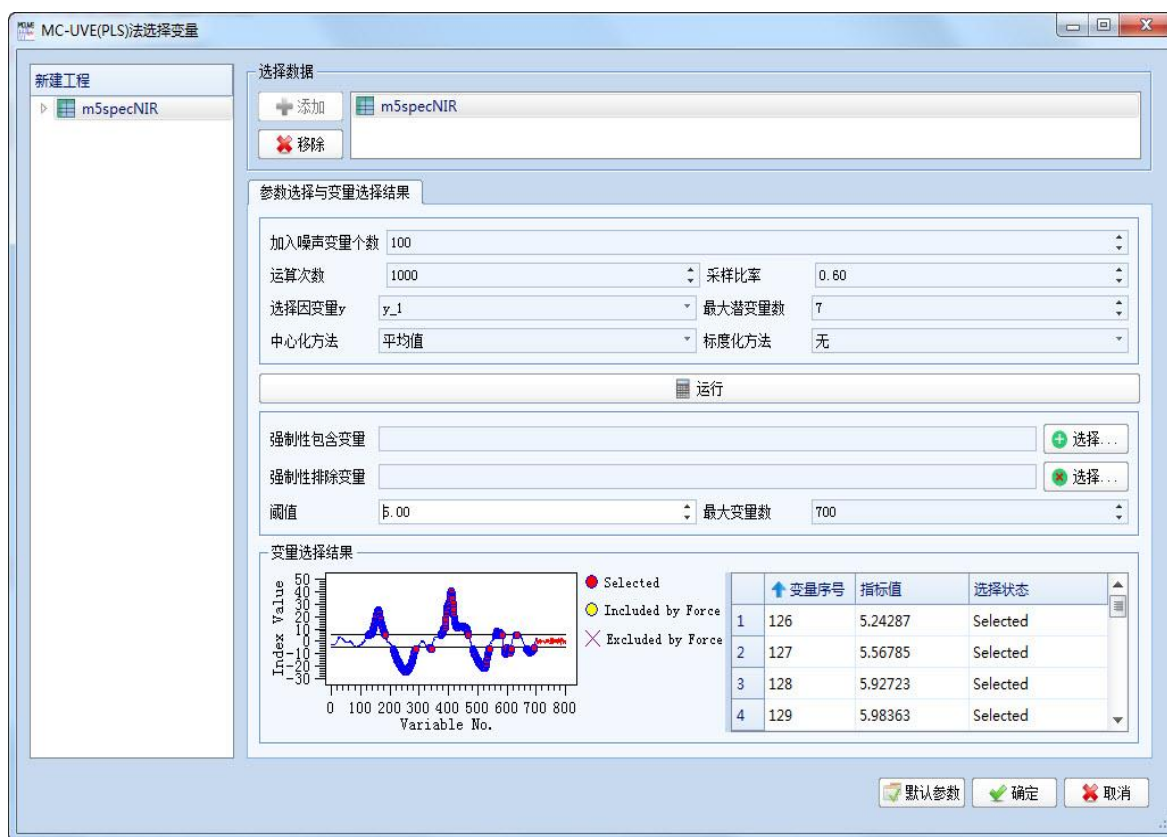 MC-UVE(PLS)法选择变量
新建工程
m5specNIR
选择数据
添加
m5specNIR
移除
参数选择与变量选择结果
加入噪声变量个数 100
运算次数 1000 采样比率 0.60
选择因变量y y_1 最大潜变量数 7
中心化方法 平均值 标度化方法 无
运行
强制性包含变量 选择...
强制性排除变量 选择...
阈值 5.00 最大变量数 700
变量选择结果
Index Value
50
40
30
20
10
0
-10
-20
-30
0 100 200 300 400 500 600 700 800
Variable No.
Selected
Included by Force
Excluded by Force
变量序号 指标值 选择状态
1 126 5.24287 Selected
2 127 5.56785 Selected
3 128 5.92723 Selected
4 129 5.98363 Selected
默认参数 确定 取消